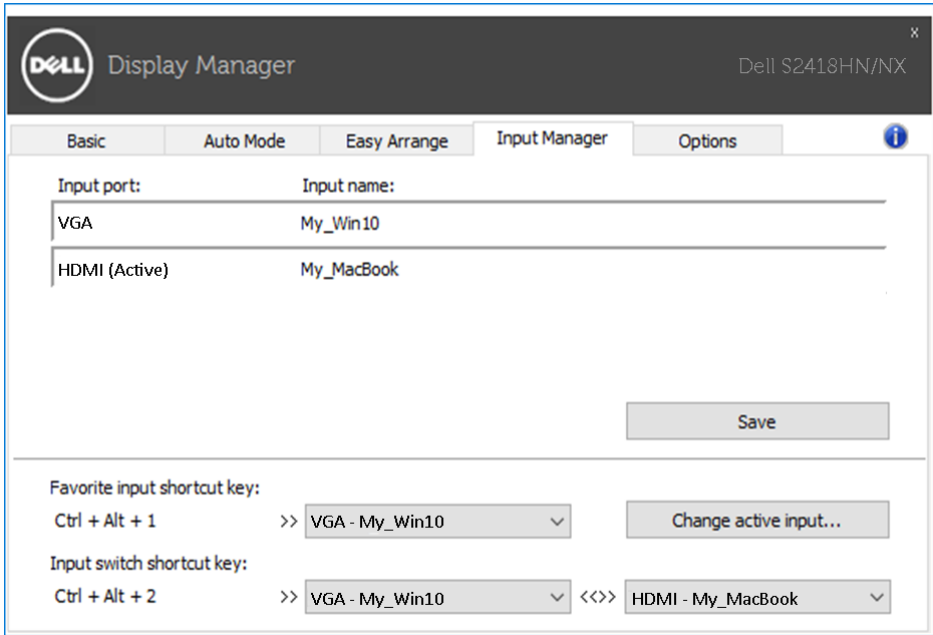 x
DELL Display Manager Dell S2418HN/NX
Basic Auto Mode Easy Arrange Input Manager Options i
Input port: Input name:
VGA My_Win10
HDMI (Active) My_MacBook
Save
Favorite input shortcut key:
Ctrl + Alt + 1 >> VGA - My_Win10 Change active input...
Input switch shortcut key:
Ctrl + Alt + 2 >> VGA - My_Win10 <<>> HDMI - My_MacBook